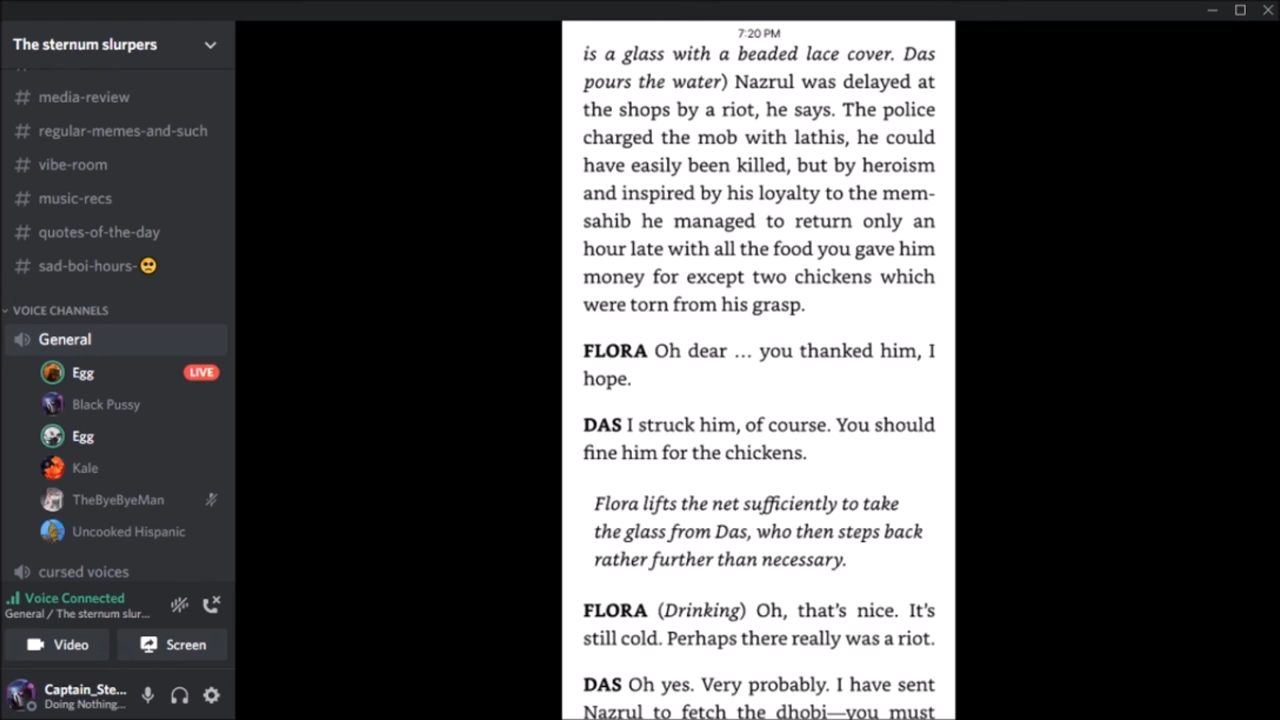 The sternum slurpers
media-review
regular-memes-and-such
vibe-room
music-recs
quotes-of-the-day
sad-boi-hours-🥺
VOICE CHANNELS
General
Egg LIVE
Black Pussy
Egg
Kale
TheByeByeMan
Uncooked Hispanic
cursed voices
Voice Connected
General / The sternum slur...
Video Screen
Captain_Ste...
Doing Nothing...
7:20 PM
is a glass with a beaded lace cover. Das
pours the water) Nazrul was delayed at
the shops by a riot, he says. The police
charged the mob with lathis, he could
have easily been killed, but by heroism
and inspired by his loyalty to the mem-
sahib he managed to return only an
hour late with all the food you gave him
money for except two chickens which
were torn from his grasp.
FLORA Oh dear … you thanked him, I
hope.
DAS I struck him, of course. You should
fine him for the chickens.
Flora lifts the net sufficiently to take
the glass from Das, who then steps back
rather further than necessary.
FLORA (Drinking) Oh, that’s nice. It’s
still cold. Perhaps there really was a riot.
DAS Oh yes. Very probably. I have sent
Nazrul to fetch the dhobi—you must